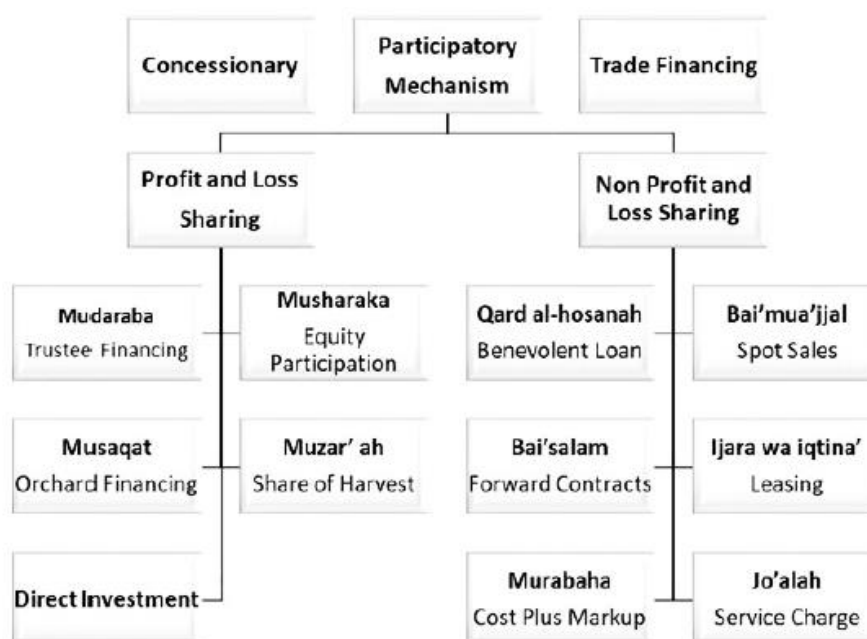 Concessionary
Participatory
Mechanism
Trade Financing
Profit and Loss
Sharing
Non Profit and
Loss Sharing
Mudaraba
Trustee Financing
Musharaka
Equity
Participation
Qard al-hosanah
Benevolent Loan
Bai'mua'jjal
Spot Sales
Musaqat
Orchard Financing
Muzar' ah
Share of Harvest
Bai'salam
Forward Contracts
Ijara wa iqtina'
Leasing
Direct Investment
Murabaha
Cost Plus Markup
Jo'alah
Service Charge